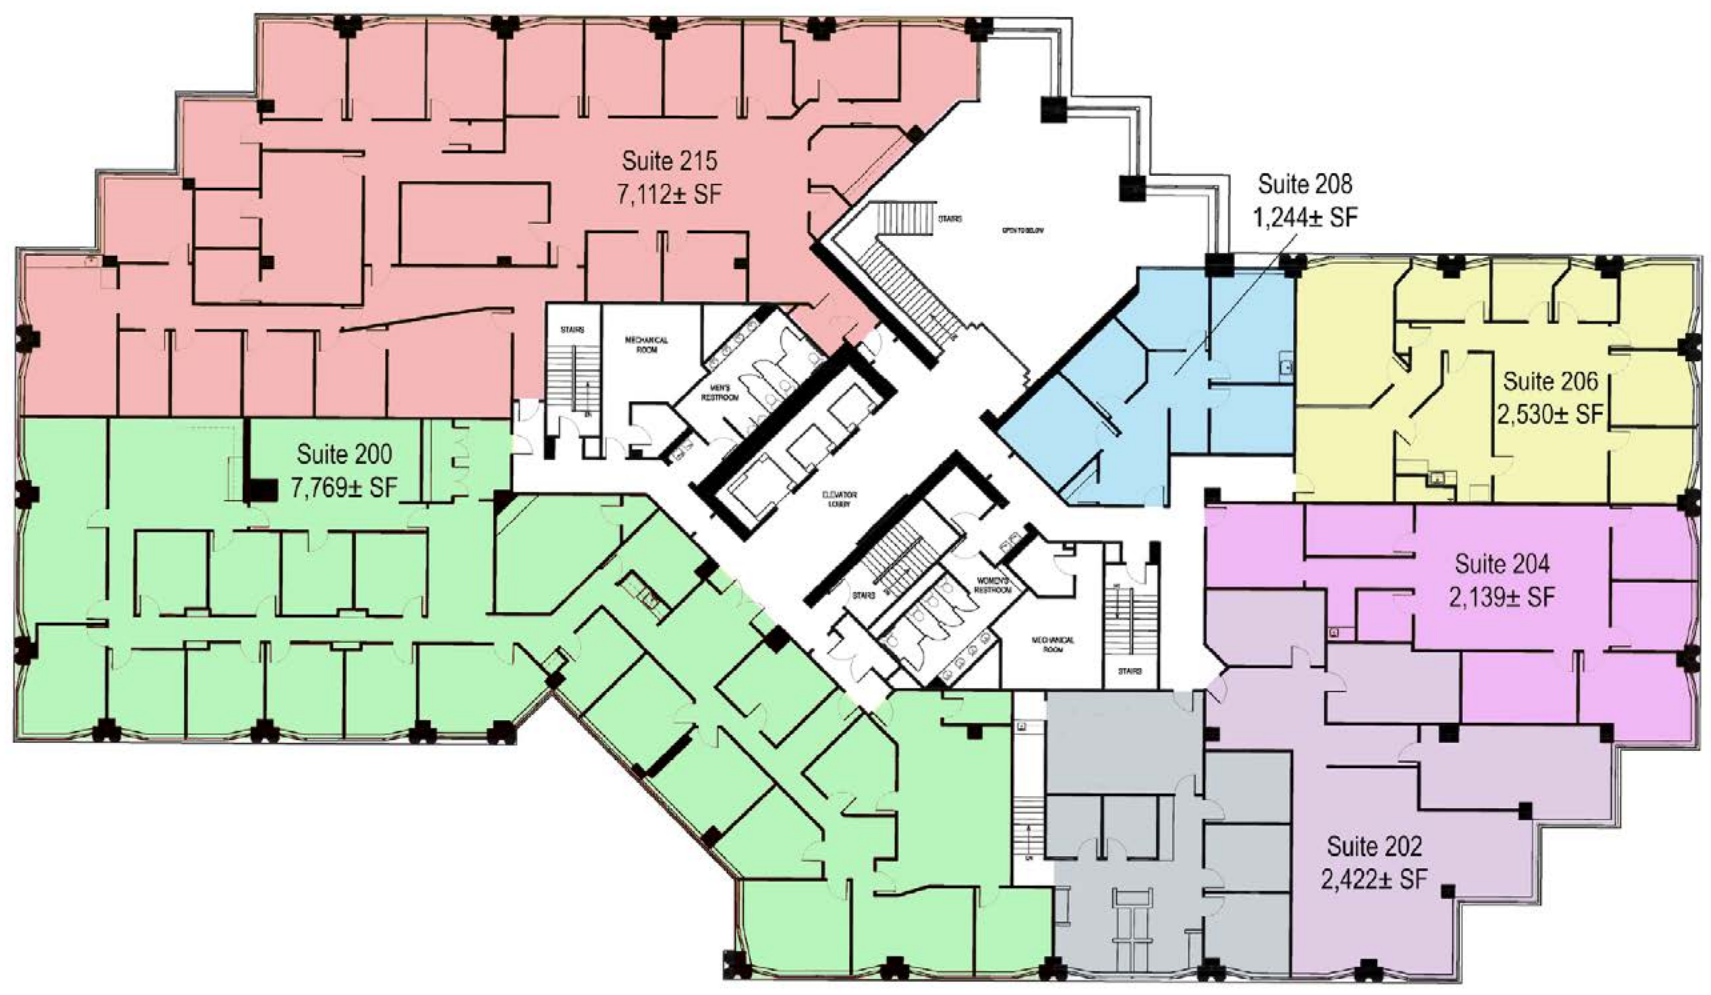 Suite 215
7,112± SF
Suite 208
1,244± SF
STAIRS
OPEN TO BELOW
STAIRS
MECHANICAL
ROOM
MEN'S
RESTROOM
Suite 206
2,530± SF
Suite 200
7,769± SF
ELEVATOR
LOBBY
Suite 204
2,139± SF
WOMEN'S
RESTROOM
STAIRS
MECHANICAL
ROOM
STAIRS
Suite 202
2,422± SF